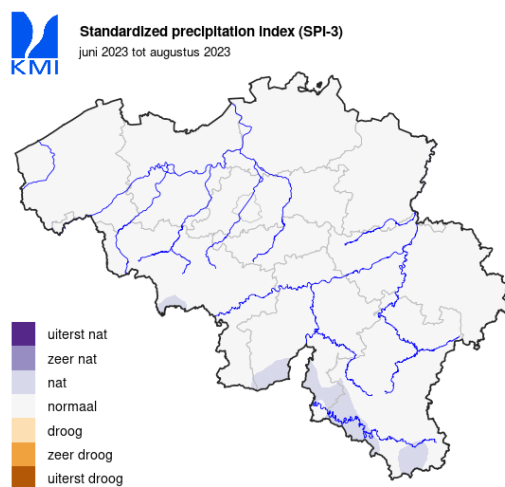 Standardized precipitation index (SPI-3)
juni 2023 tot augustus 2023
KMI
uiterst nat
zeer nat
nat
normaal
droog
zeer droog
uiterst droog